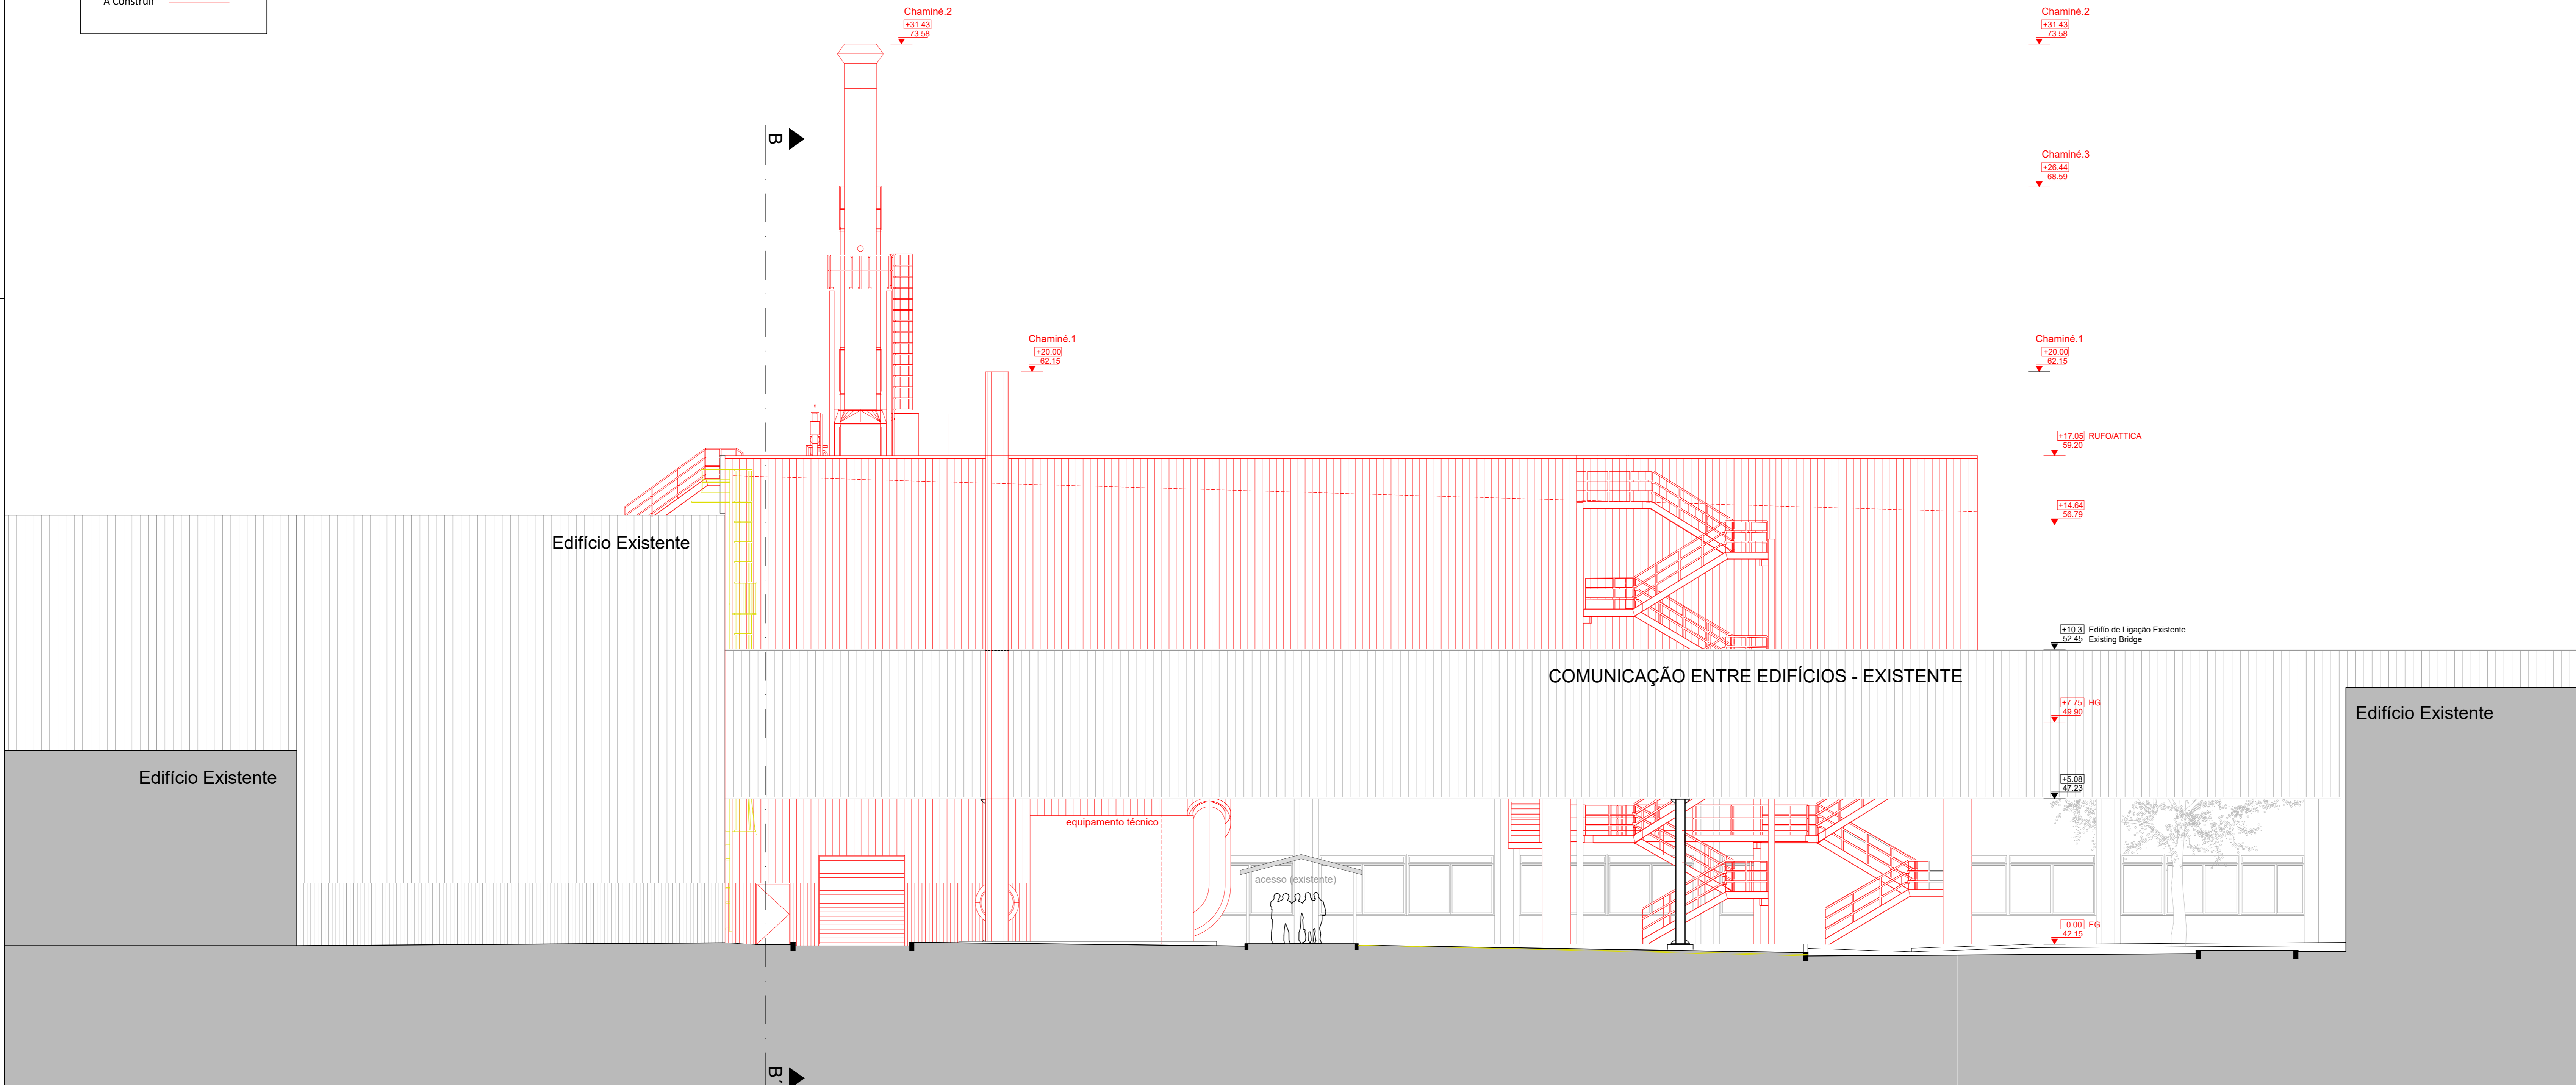 A Construir
Chaminé.2
+31.43
73.58
Chaminé.2
+31.43
73.58
B
Chaminé.3
+26.44
68.59
Chaminé.1
+20.00
62.15
Chaminé.1
+20.00
62.15
+17.05 RUFO/ATTICA
59.20
+14.64
56.79
Edifício Existente
+10.3 Edifío de Ligação Existente
52.45 Existing Bridge
COMUNICAÇÃO ENTRE EDIFÍCIOS - EXISTENTE
+7.75 HG
49.90
Edifício Existente
Edifício Existente
+5.08
47.23
equipamento técnico
acesso (existente)
0.00 EG
42.15
B´